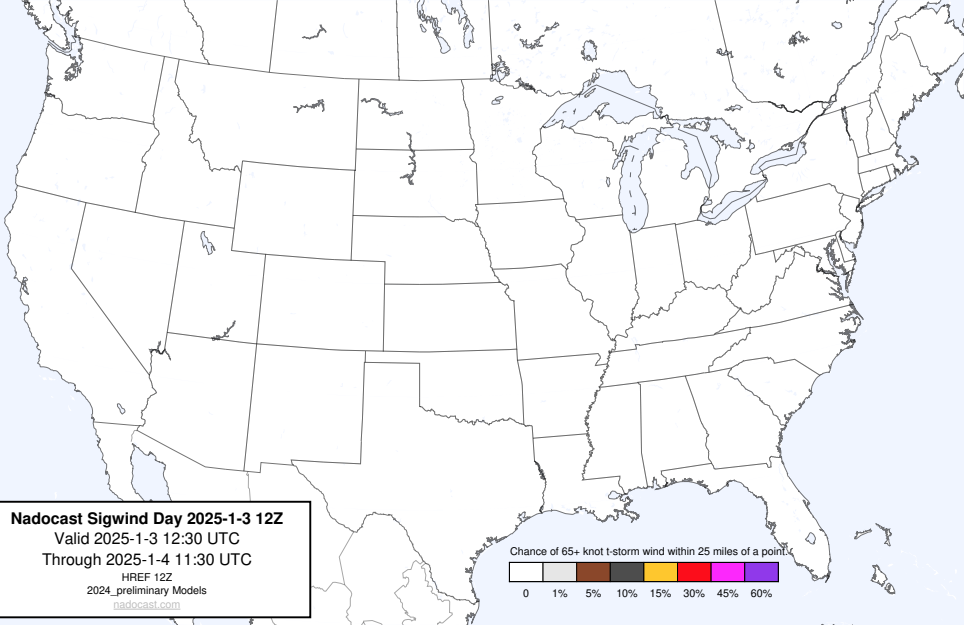 Nadocast Sigwind Day 2025-1-3 12Z
Valid 2025-1-3 12:30 UTC
Through 2025-1-4 11:30 UTC
HREF 12Z
2024_preliminary Models
nadocast.com
Chance of 65+ knot t-storm wind within 25 miles of a point.
0 1% 5% 10% 15% 30% 45% 60%